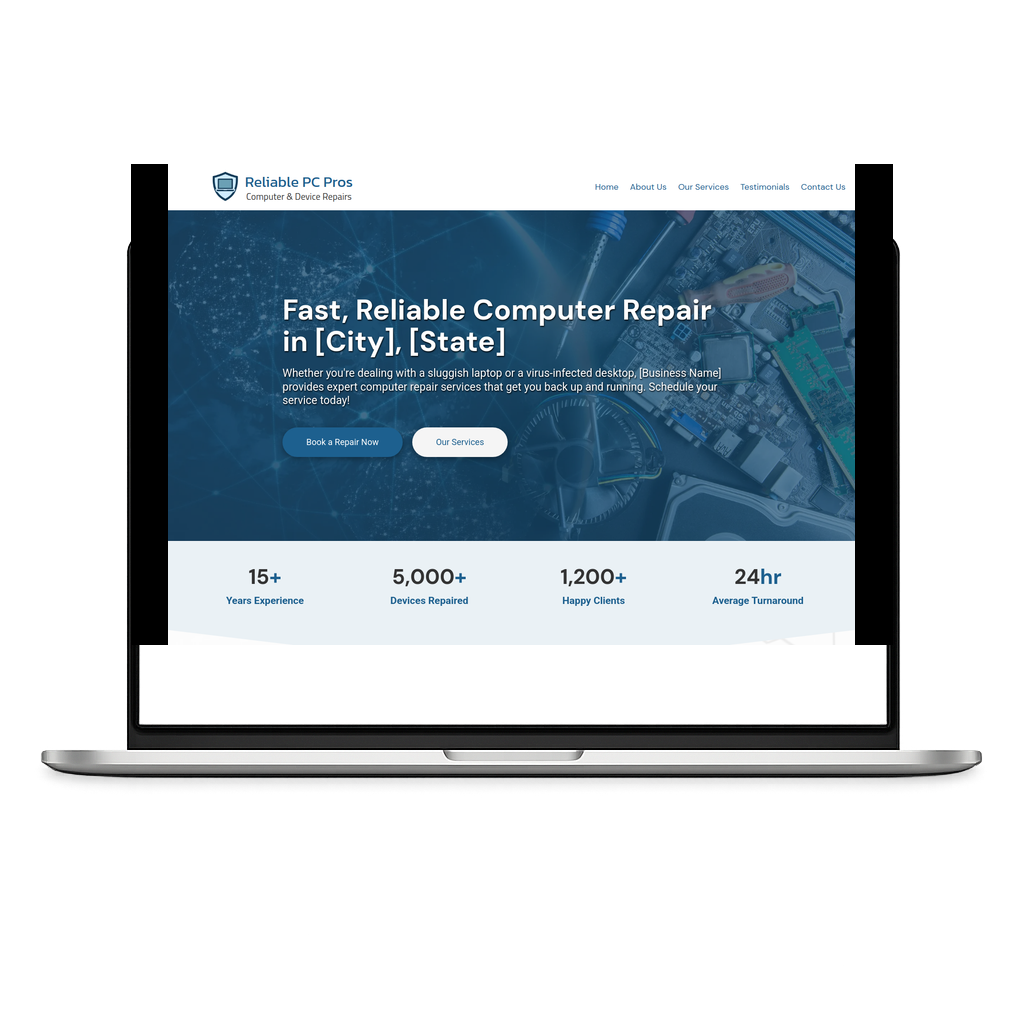 Reliable PC Pros
Computer & Device Repairs
Home About Us Our Services Testimonials Contact Us
Fast, Reliable Computer Repair
in [City], [State]
Whether you're dealing with a sluggish laptop or a virus-infected desktop, [Business Name]
provides expert computer repair services that get you back up and running. Schedule your
service today!
Book a Repair Now Our Services
15+ 5,000+ 1,200+ 24hr
Years Experience Devices Repaired Happy Clients Average Turnaround